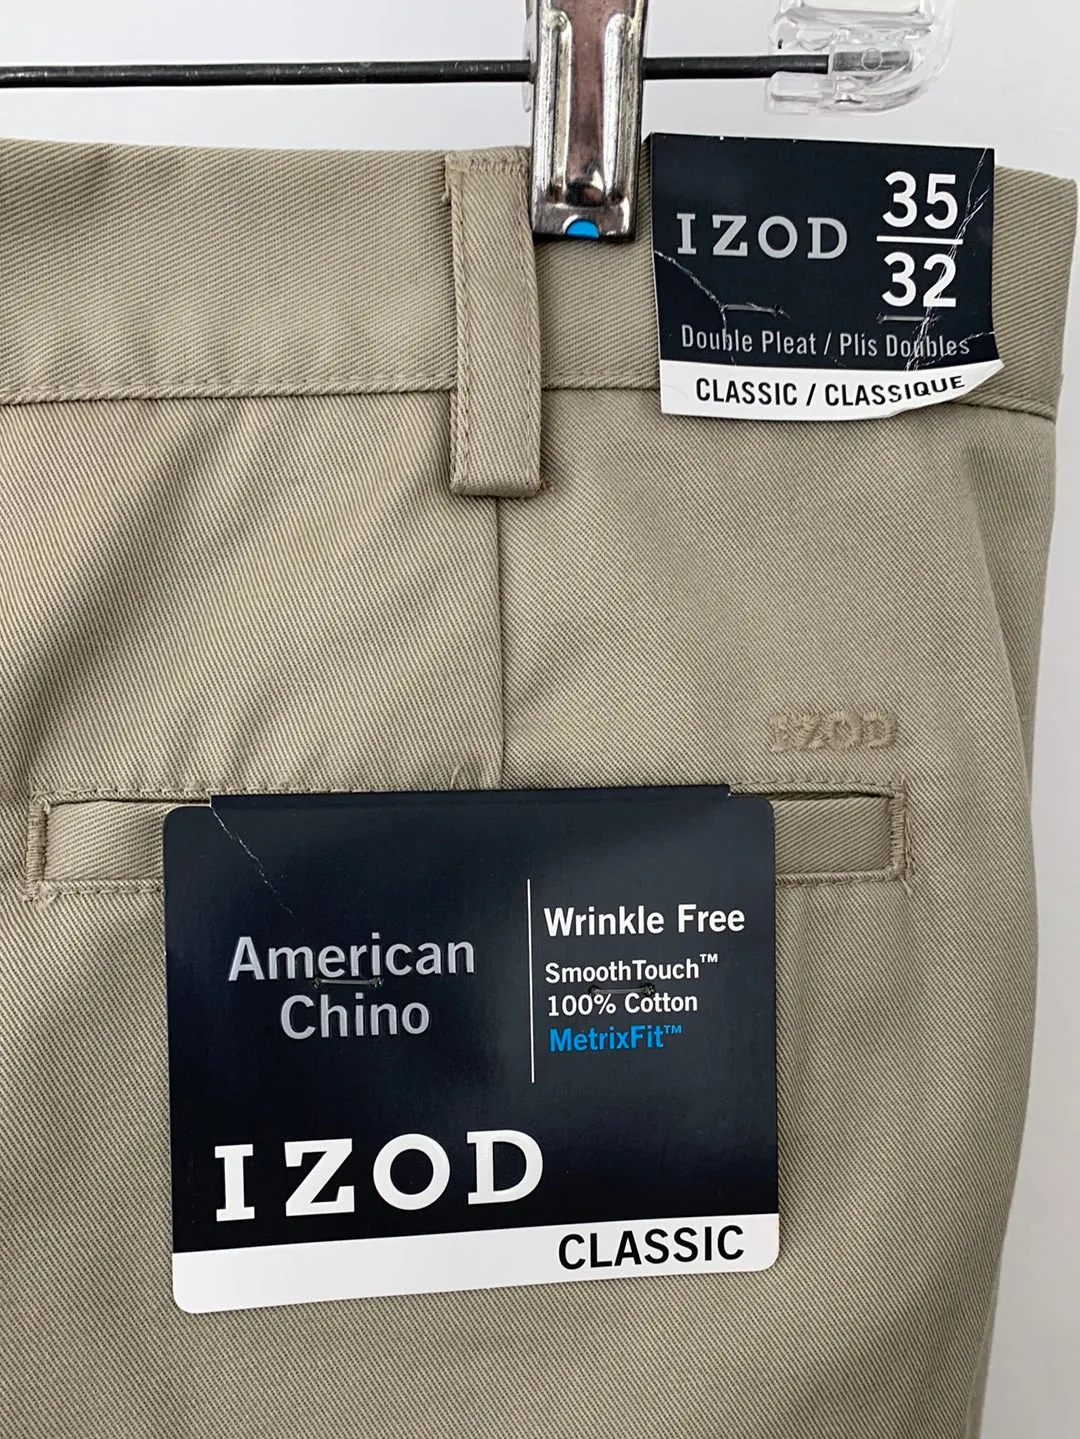 IZOD
35
32
Double Pleat / Plis Doubles
CLASSIC / CLASSIQUE
IZOD
American
Chino
Wrinkle Free
SmoothTouch™
100% Cotton
MetrixFit™
IZOD
CLASSIC